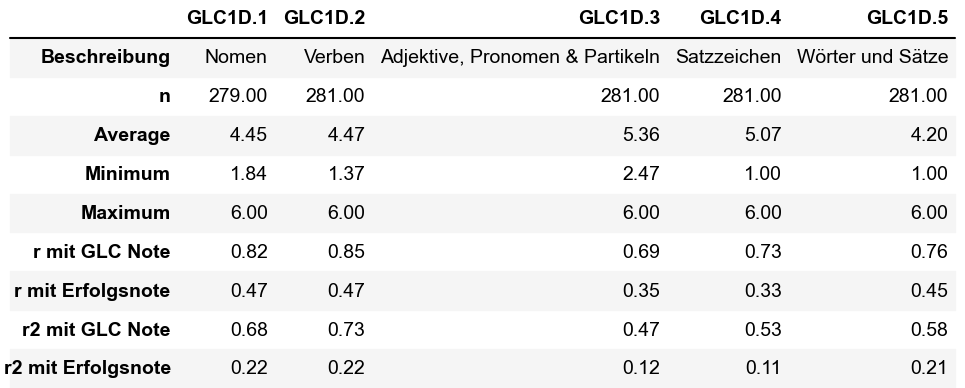 GLC1D.1 GLC1D.2 GLC1D.3 GLC1D.4 GLC1D.5
Beschreibung Nomen Verben Adjektive, Pronomen & Partikeln Satzzeichen Wörter und Sätze
n 279.00 281.00 281.00 281.00 281.00
Average 4.45 4.47 5.36 5.07 4.20
Minimum 1.84 1.37 2.47 1.00 1.00
Maximum 6.00 6.00 6.00 6.00 6.00
r mit GLC Note 0.82 0.85 0.69 0.73 0.76
r mit Erfolgsnote 0.47 0.47 0.35 0.33 0.45
r2 mit GLC Note 0.68 0.73 0.47 0.53 0.58
r2 mit Erfolgsnote 0.22 0.22 0.12 0.11 0.21